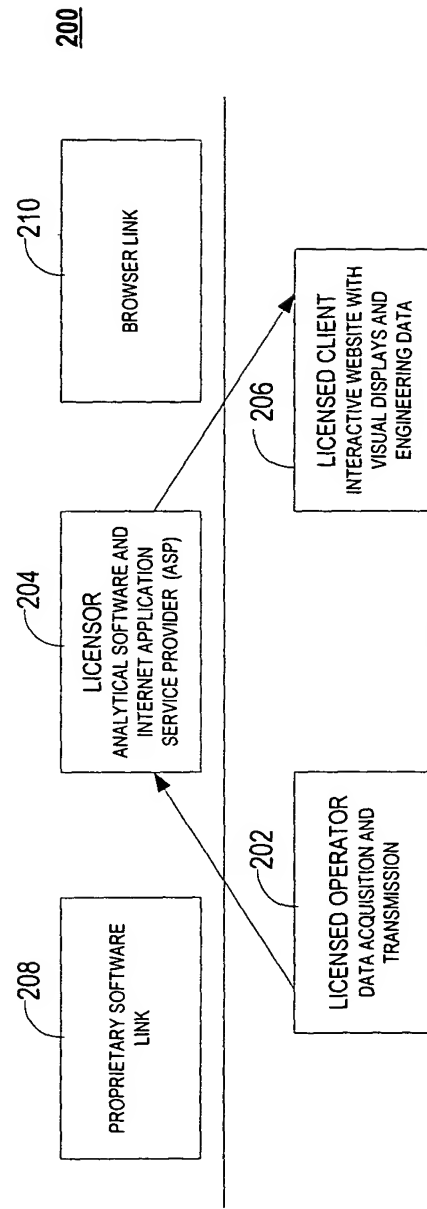 200
208
PROPRIETARY SOFTWARE
LINK
204
LICENSOR
ANALYTICAL SOFTWARE AND
INTERNET APPLICATION
SERVICE PROVIDER (ASP)
210
BROWSER LINK
202
LICENSED OPERATOR
DATA ACQUISITION AND
TRANSMISSION
206
LICENSED CLIENT
INTERACTIVE WEBSITE WITH
VISUAL DISPLAYS AND
ENGINEERING DATA